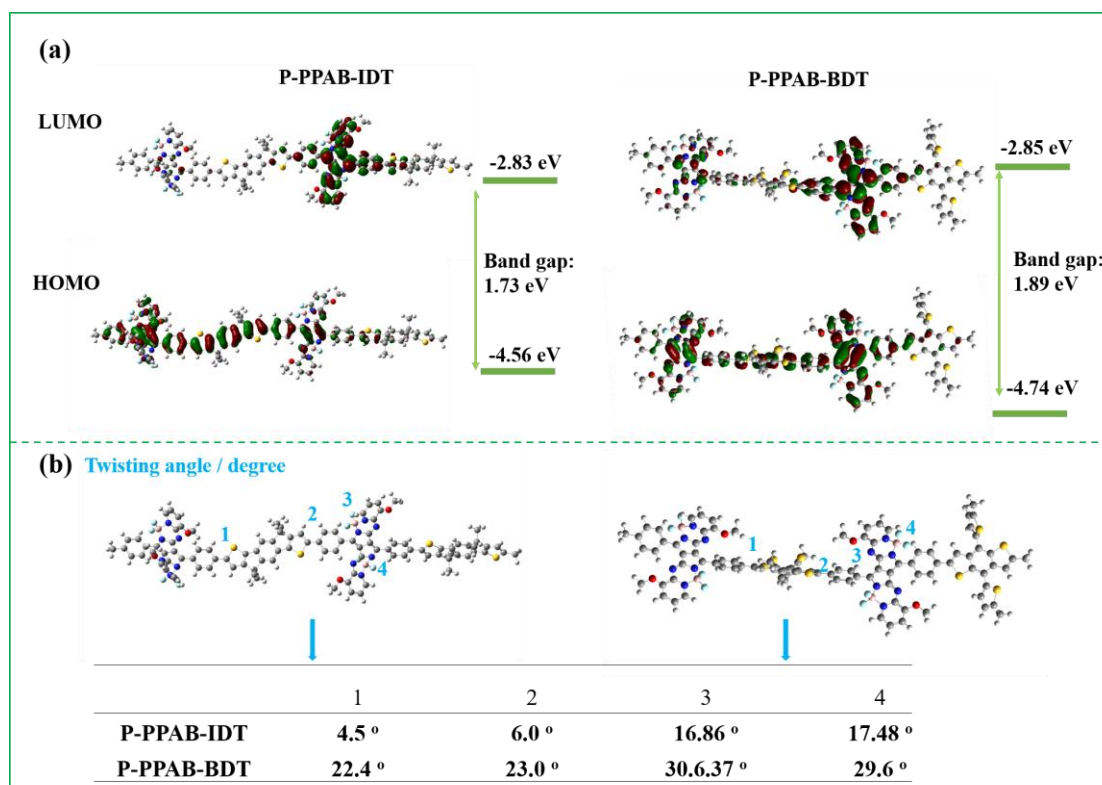 (a)
P-PPAB-IDT
P-PPAB-BDT
LUMO
-2.83 eV
-2.85 eV
Band gap:
1.73 eV
Band gap:
1.89 eV
HOMO
-4.56 eV
-4.74 eV
(b) Twisting angle / degree
1 2 3 4
1 2 3 4
1 2 3 4
P-PPAB-IDT 4.5 º 6.0 º 16.86 º 17.48 º
P-PPAB-BDT 22.4 º 23.0 º 30.6.37 º 29.6 º